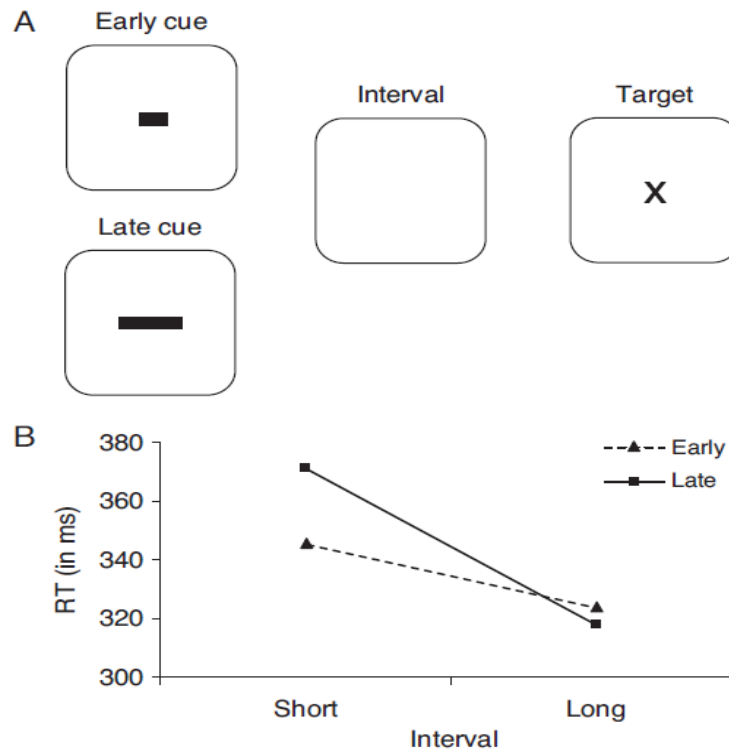 A
Early cue
Interval
Target
X
Late cue
B
380
360
340
320
300
RT (in ms)
Early
Late
Short
Long
Interval